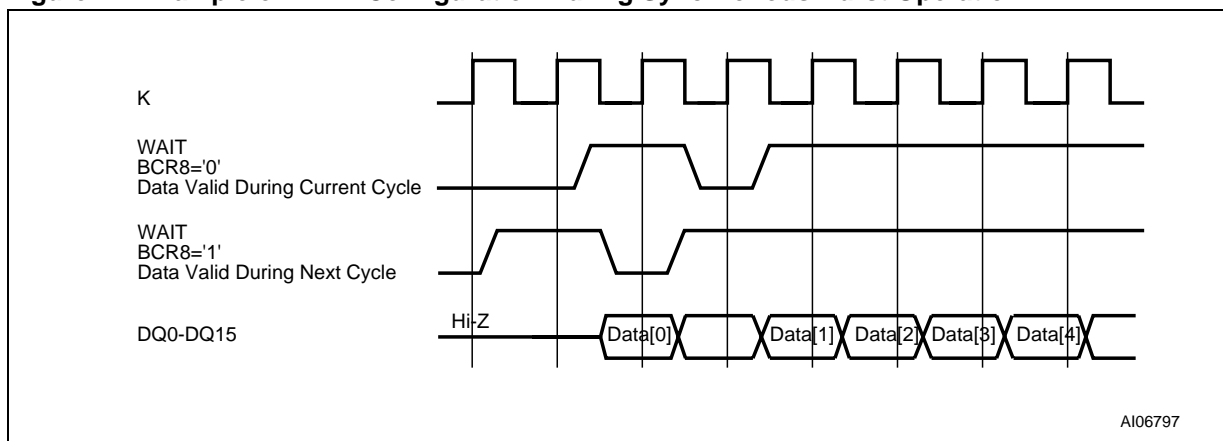 K
WAIT
BCR8='0'
Data Valid During Current Cycle
WAIT
BCR8='1'
Data Valid During Next Cycle
DQ0-DQ15
Hi-Z
Data[0]
Data[1]
Data[2]
Data[3]
Data[4]
AI06797